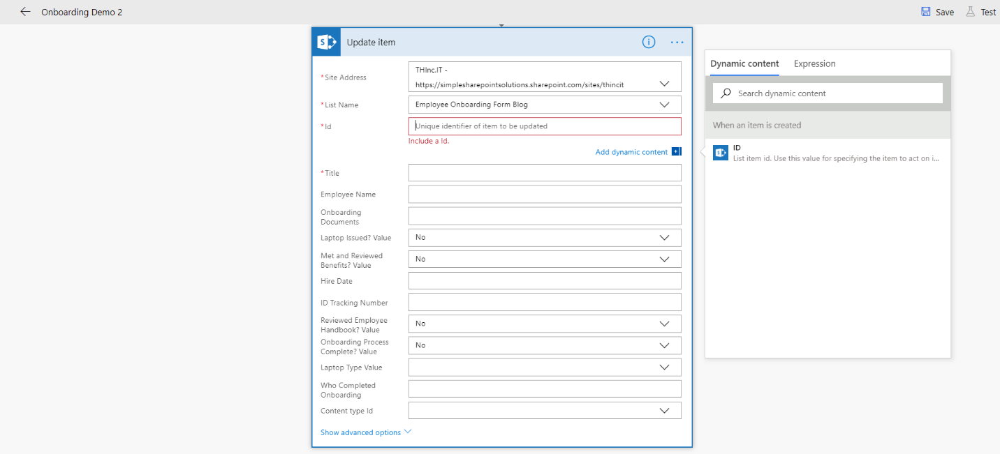 Onboarding Demo 2
Save
Test
Update item
Dynamic content
Expression
* Site Address
THInc.IT -
https://simplesharepointsolutions.sharepoint.com/sites/thincit
Search dynamic content
* List Name
Employee Onboarding Form Blog
* Id
Unique identifier of item to be updated
When an item is created
Include a Id.
Add dynamic content
ID
List item id. Use this value for specifying the item to act on i...
* Title
Employee Name
Onboarding
Documents
Laptop Issued? Value
No
Met and Reviewed
Benefits? Value
No
Hire Date
ID Tracking Number
Reviewed Employee
Handbook? Value
No
Onboarding Process
Complete? Value
No
Laptop Type Value
Who Completed
Onboarding
Content type Id
Show advanced options